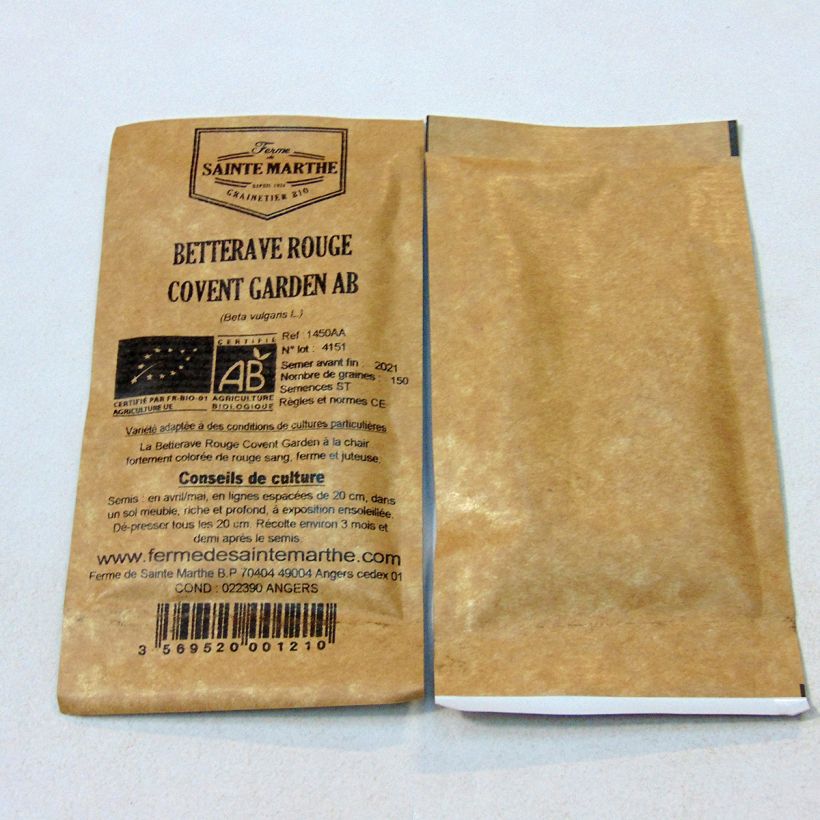 Ferme
de
SAINTE MARTHE
DEPUIS 1974
GRAINETIER BIO
BETTERAVE ROUGE
COVENT GARDEN AB
(Beta vulgaris L.)
CERTIFIÉ
AB
AGRICULTURE
BIOLOGIQUE
CERTIFIÉ PAR FR-BIO-01
AGRICULTURE UE
Ref : 1450AA
N° lot : 4151
Semer avant fin : 2021
Nombre de graines : 150
Semences ST
Règles et normes CE
Variété adaptée à des conditions de cultures particulières
La Betterave Rouge Covent Garden à la chair
fortement colorée de rouge sang, ferme et juteuse.
Conseils de culture
Semis : en avril/mai, en lignes espacées de 20 cm, dans
un sol meuble, riche et profond, à exposition ensoleillée.
Dé-presser tous les 20 cm. Récolte environ 3 mois et
demi après le semis.
www.fermedesaintemarthe.com
Ferme de Sainte Marthe B.P 70404 49004 Angers cedex 01
COND : 022390 ANGERS
3 569520 001210